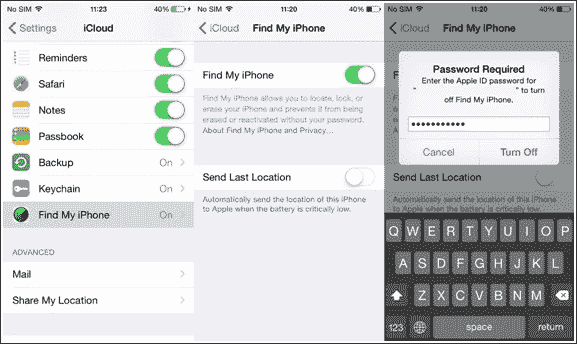 No SIM 11:23 40%
Settings iCloud
Reminders
Safari
Notes
Passbook
Backup On
Keychain On
Find My iPhone On
ADVANCED
Mail
Share My Location
No SIM 11:20 40%
iCloud Find My iPhone
Find My iPhone
Find My iPhone allows you to locate, lock, or
erase your iPhone and prevents it from being
erased or reactivated without your password.
About Find My iPhone and Privacy...
Send Last Location
Automatically send the location of this iPhone
to Apple when the battery is critically low.
No SIM 11:20 40%
iCloud Find My iPhone
Password Required
Enter the Apple ID password for
" " to turn
off Find My iPhone.
•••••••••••
Cancel Turn Off
Send Last Location
Automatically send the location of this iPhone
to Apple when the battery is critically low.
Q W E R T Y U I O P
A S D F G H J K L
Z X C V B N M
123 space return